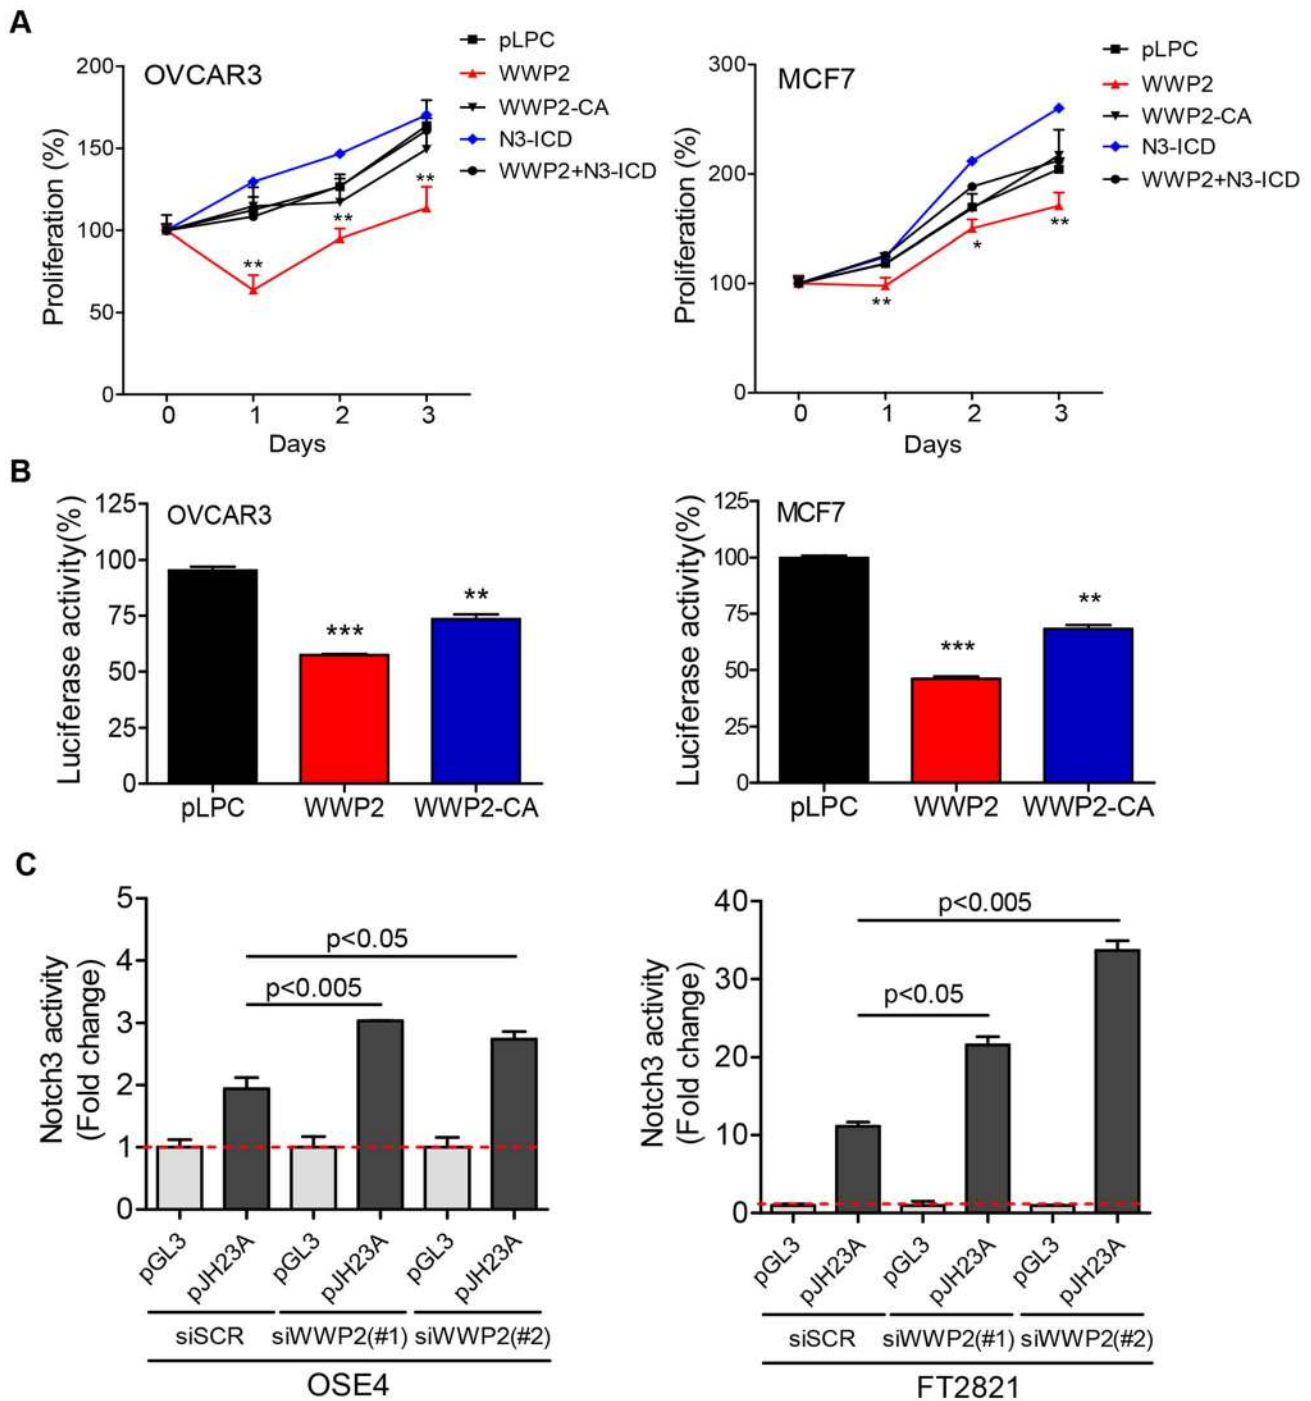 A
OVCAR3
pLPC
WWP2
WWP2-CA
N3-ICD
WWP2+N3-ICD
Proliferation (%)
200
150
100
50
0
**
**
**
0 1 2 3
Days
MCF7
pLPC
WWP2
WWP2-CA
N3-ICD
WWP2+N3-ICD
Proliferation (%)
300
200
100
0
**
*
**
0 1 2 3
Days
B
OVCAR3
Luciferase activity(%)
125
100
75
50
25
0
***
**
pLPC WWP2 WWP2-CA
MCF7
Luciferase activity(%)
125
100
75
50
25
0
***
**
pLPC WWP2 WWP2-CA
C
Notch3 activity
(Fold change)
5
4
3
2
1
0
p<0.05
p<0.005
pGL3 pJH23A pGL3 pJH23A pGL3 pJH23A
siSCR siWWP2(#1) siWWP2(#2)
OSE4
Notch3 activity
(Fold change)
40
30
20
10
0
p<0.005
p<0.05
pGL3 pJH23A pGL3 pJH23A pGL3 pJH23A
siSCR siWWP2(#1) siWWP2(#2)
FT2821